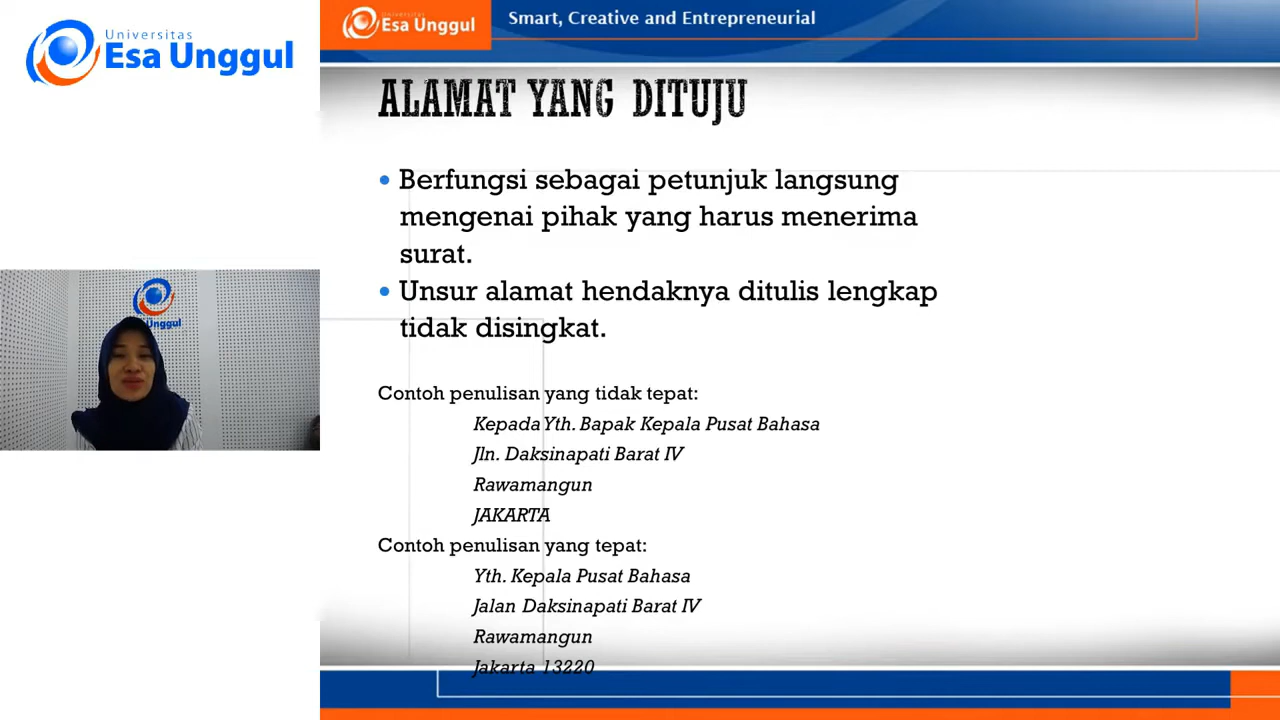 Universitas
Esa Unggul
Universitas
Esa Unggul
Smart, Creative and Entrepreneurial
ALAMAT YANG DITUJU
• Berfungsi sebagai petunjuk langsung
mengenai pihak yang harus menerima
surat.
• Unsur alamat hendaknya ditulis lengkap
tidak disingkat.
Unggul
Contoh penulisan yang tidak tepat:
Kepada Yth. Bapak Kepala Pusat Bahasa
Jln. Daksinapati Barat IV
Rawamangun
JAKARTA
Contoh penulisan yang tepat:
Yth. Kepala Pusat Bahasa
Jalan Daksinapati Barat IV
Rawamangun
Jakarta 13220